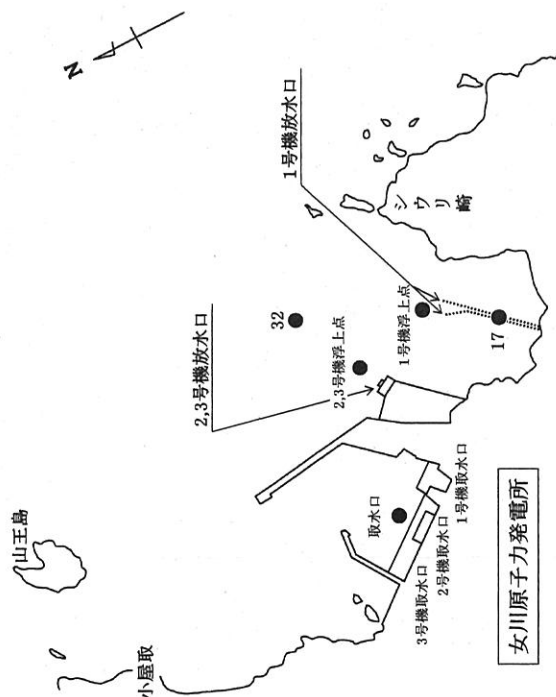 N
山王島
小屋取
2,3号機放水口
1号機放水口
32
2,3号機浮上点
1号機浮上点
17
シウリ崎
取水口
3号機取水口
2号機取水口
1号機取水口
女川原子力発電所